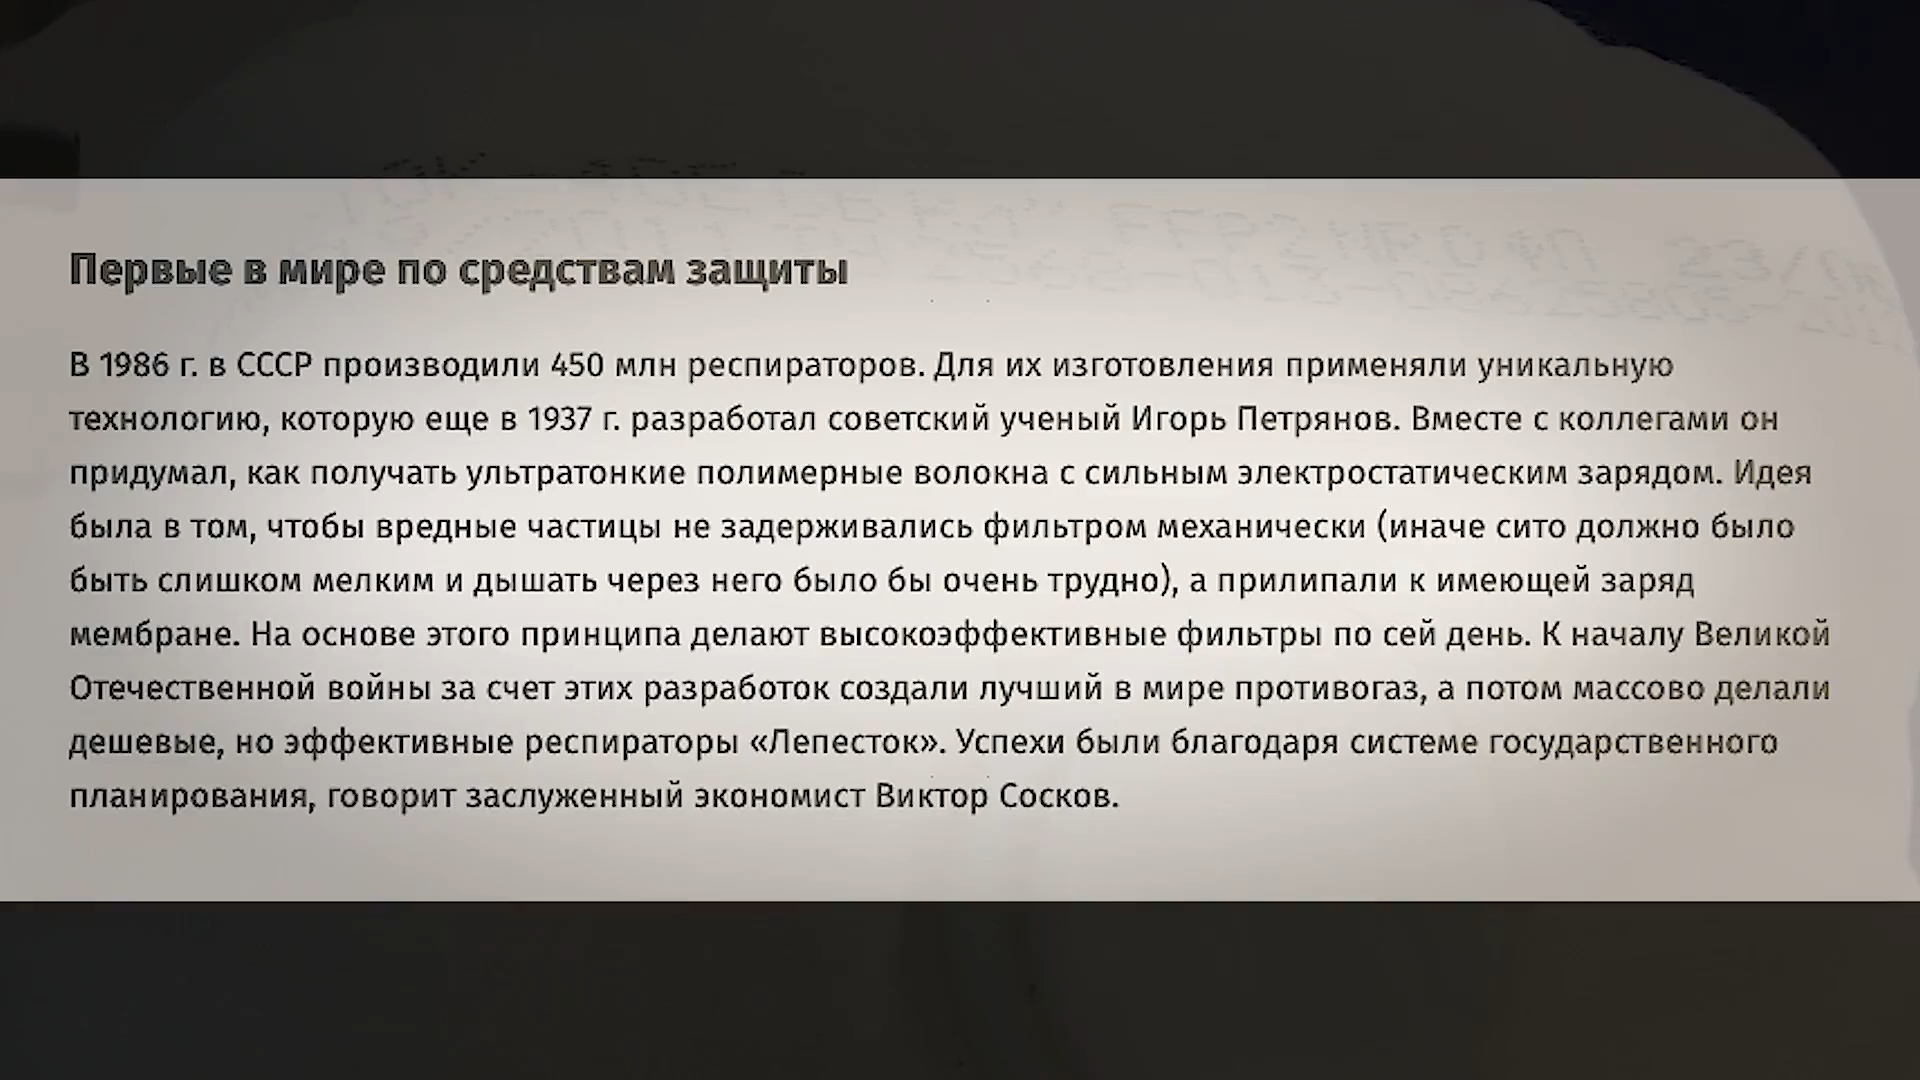 Первые в мире по средствам защиты
В 1986 г. в СССР производили 450 млн респираторов. Для их изготовления применяли уникальную
технологию, которую еще в 1937 г. разработал советский ученый Игорь Петрянов. Вместе с коллегами он
придумал, как получать ультратонкие полимерные волокна с сильным электростатическим зарядом. Идея
была в том, чтобы вредные частицы не задерживались фильтром механически (иначе сито должно было
быть слишком мелким и дышать через него было бы очень трудно), а прилипали к имеющей заряд
мембране. На основе этого принципа делают высокоэффективные фильтры по сей день. К началу Великой
Отечественной войны за счет этих разработок создали лучший в мире противогаз, а потом массово делали
дешевые, но эффективные респираторы «Лепесток». Успехи были благодаря системе государственного
планирования, говорит заслуженный экономист Виктор Сосков.